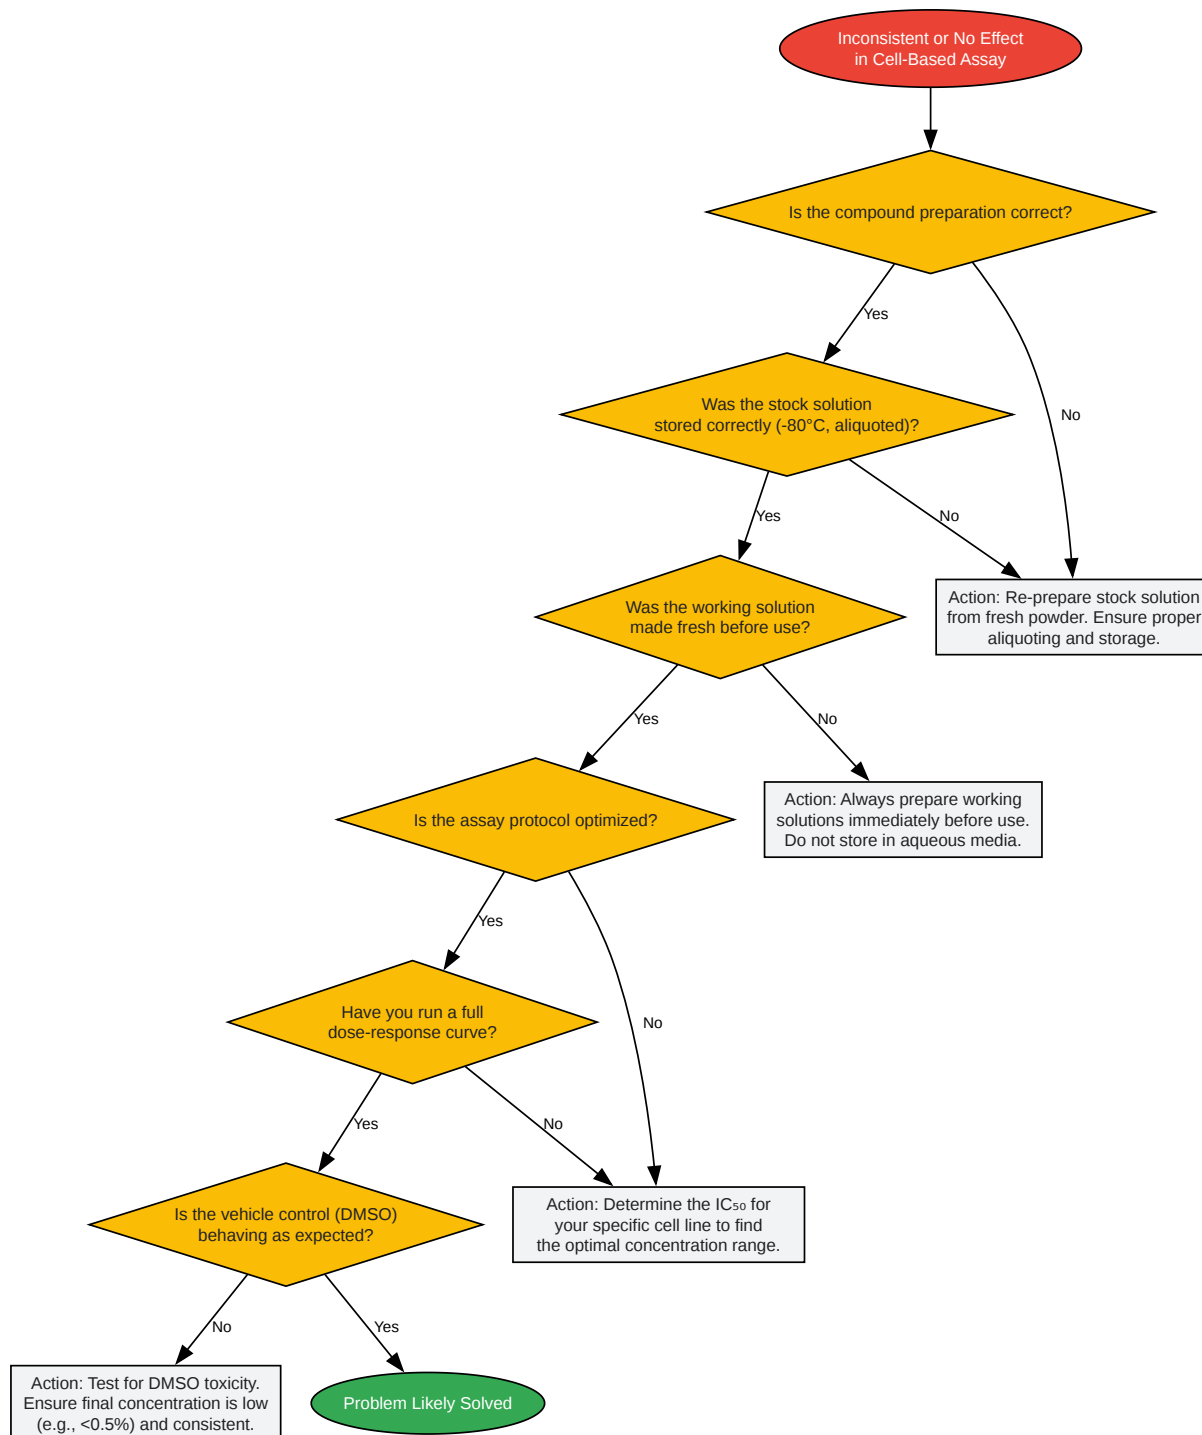 Inconsistent or No Effect
in Cell-Based Assay
Is the compound preparation correct?
Yes
No
Was the stock solution
stored correctly (-80°C, aliquoted)?
Yes
No
Action: Re-prepare stock solution
from fresh powder. Ensure proper
aliquoting and storage.
Was the working solution
made fresh before use?
Yes
No
Action: Always prepare working
solutions immediately before use.
Do not store in aqueous media.
Is the assay protocol optimized?
Yes
No
Have you run a full
dose-response curve?
Yes
No
Action: Determine the IC₅₀ for
your specific cell line to find
the optimal concentration range.
Is the vehicle control (DMSO)
behaving as expected?
No
Yes
Action: Test for DMSO toxicity.
Ensure final concentration is low
(e.g., <0.5%) and consistent.
Problem Likely Solved